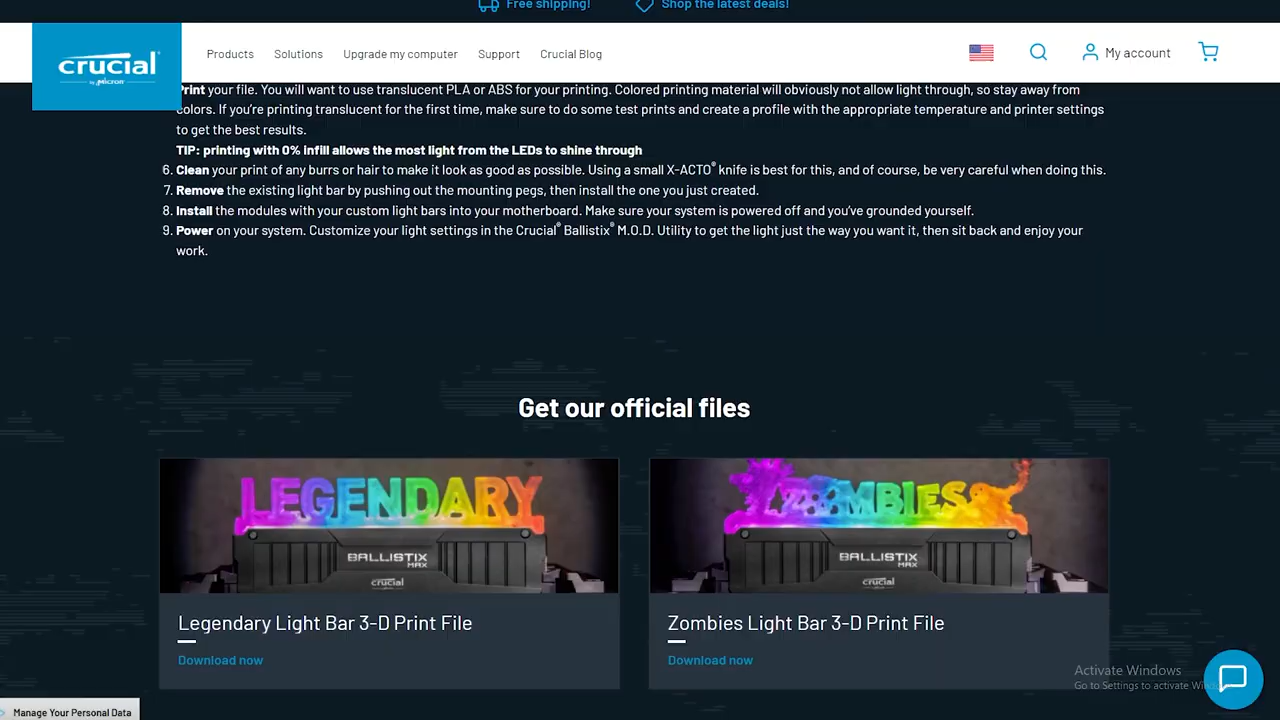 Free shipping!
Shop the latest deals!
crucial
by Micron
Products
Solutions
Upgrade my computer
Support
Crucial Blog
My account
Print your file. You will want to use translucent PLA or ABS for your printing. Colored printing material will obviously not allow light through, so stay away from
colors. If you're printing translucent for the first time, make sure to do some test prints and create a profile with the appropriate temperature and printer settings
to get the best results.
TIP: printing with 0% infill allows the most light from the LEDs to shine through
6. Clean your print of any burrs or hair to make it look as good as possible. Using a small X-ACTO® knife is best for this, and of course, be very careful when doing this.
7. Remove the existing light bar by pushing out the mounting pegs, then install the one you just created.
8. Install the modules with your custom light bars into your motherboard. Make sure your system is powered off and you've grounded yourself.
9. Power on your system. Customize your light settings in the Crucial® Ballistix® M.O.D. Utility to get the light just the way you want it, then sit back and enjoy your
work.
Get our official files
LEGENDARY
BALLISTIX
MAX
crucial
Legendary Light Bar 3-D Print File
Download now
ZOMBIES
BALLISTIX
MAX
crucial
Zombies Light Bar 3-D Print File
Download now
Activate Windows
Go to Settings to activate
Manage Your Personal Data